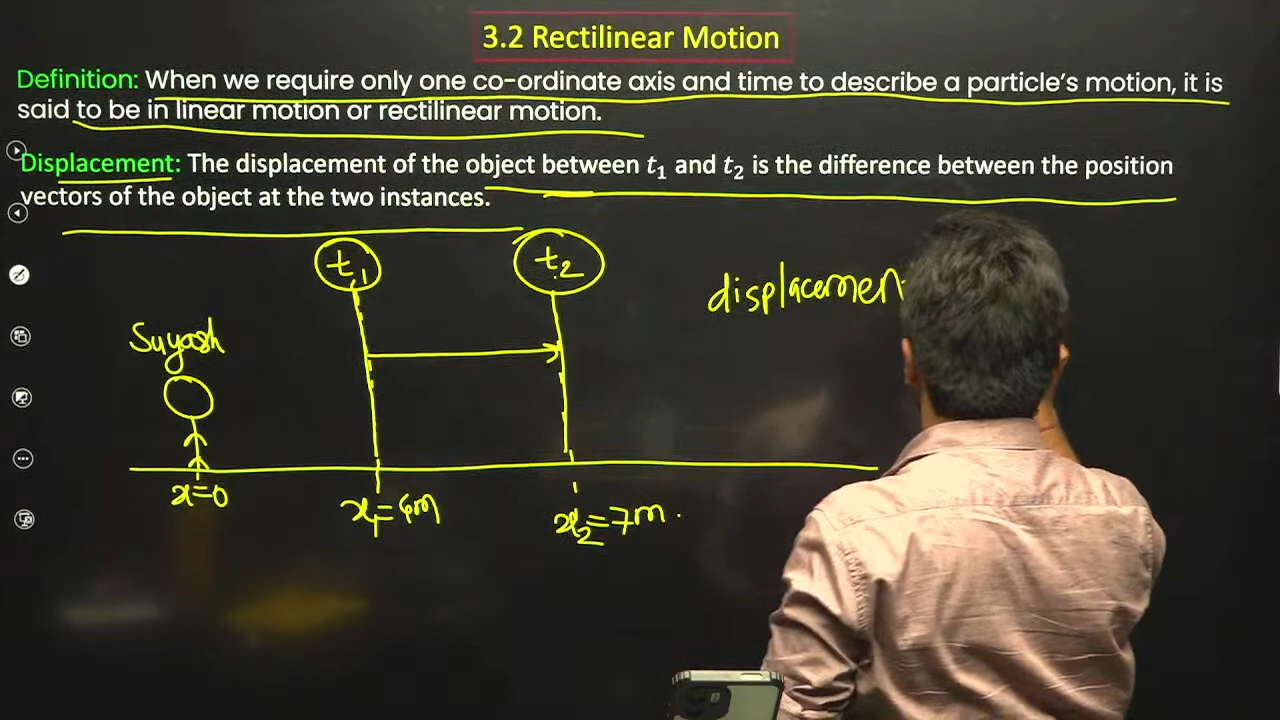 3.2 Rectilinear Motion
Definition: When we require only one co-ordinate axis and time to describe a particle's motion, it is
said to be in linear motion or rectilinear motion.
Displacement: The displacement of the object between t₁ and t₂ is the difference between the position
vectors of the object at the two instances.
t₁ t₂
displacement
Suyash
x=0
x₁=4m
x₂=7m.